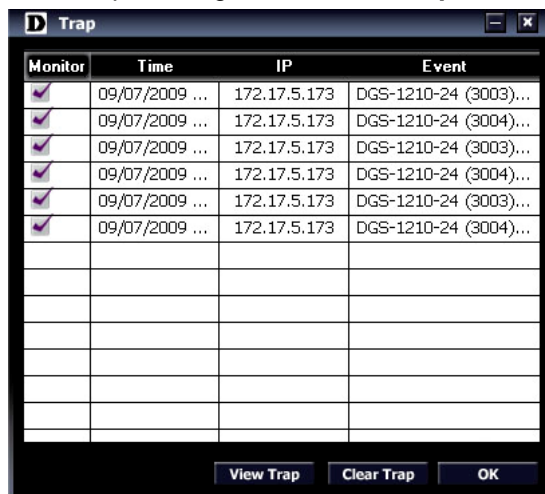 D Trap
Monitor Time IP Event
09/07/2009 ... 172.17.5.173 DGS-1210-24 (3003)...
09/07/2009 ... 172.17.5.173 DGS-1210-24 (3004)...
09/07/2009 ... 172.17.5.173 DGS-1210-24 (3003)...
09/07/2009 ... 172.17.5.173 DGS-1210-24 (3004)...
09/07/2009 ... 172.17.5.173 DGS-1210-24 (3003)...
09/07/2009 ... 172.17.5.173 DGS-1210-24 (3004)...
View Trap Clear Trap OK